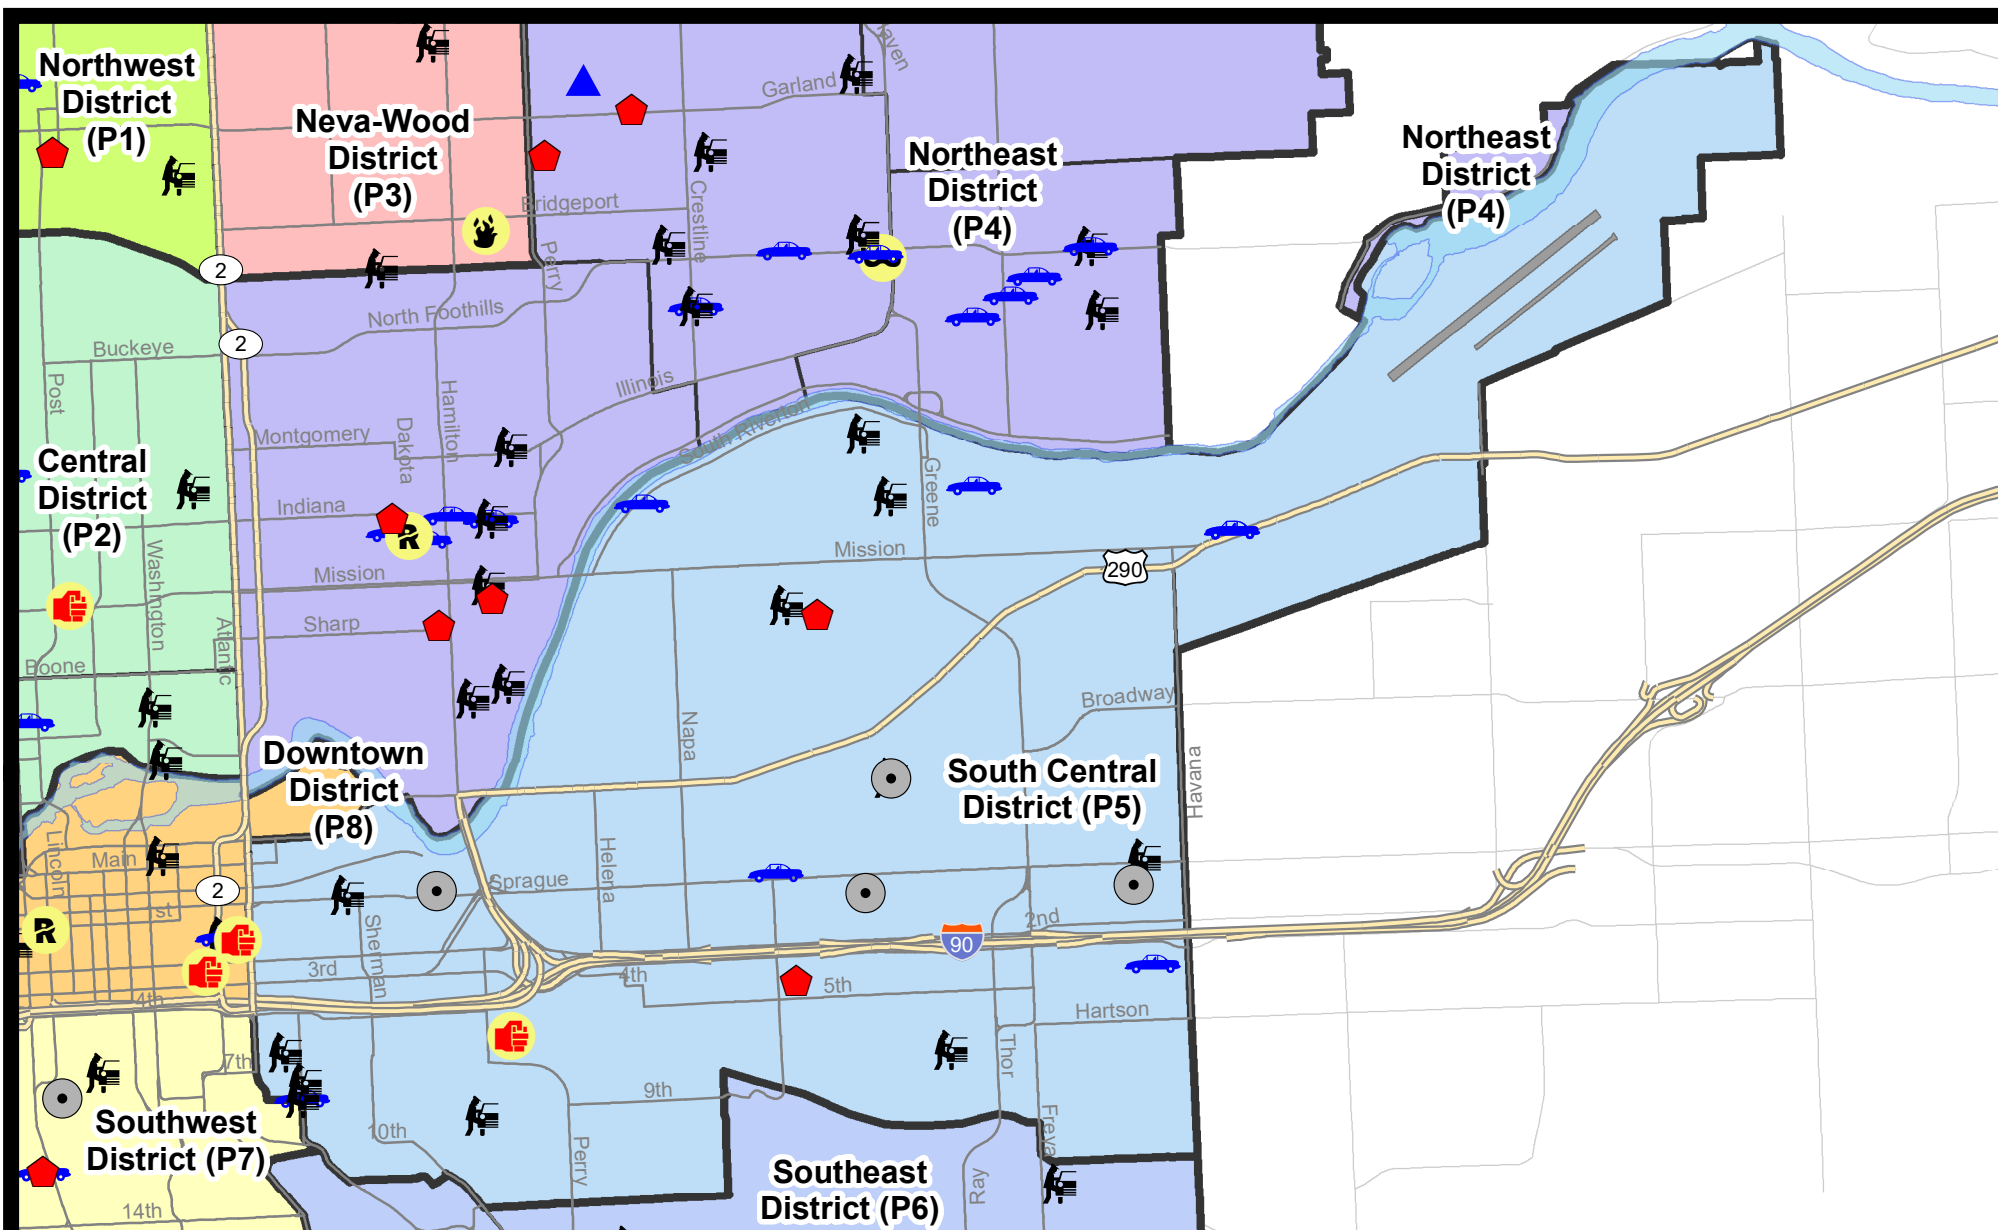 Northwest
District
(P1)
Neva-Wood
District
(P3)
Garland
Northeast
District
(P4)
Northeast
District
(P4)
Bridgeport
Crestline
Perry
2
North Foothills
2
Buckeye
Post
Illinois
Hamilton
Dakota
Montgomery
South Riverton
Central
District
(P2)
Greene
Indiana
Washington
Mission
Mission
290
Sharp
Atlantic
Boone
Broadway
Napa
Havana
Downtown
District
(P8)
South Central
District (P5)
Lincoln
Main
2
Helena
Sprague
R
st
Sherman
2nd
90
3rd
4th
5th
4th
Hartson
Thor
7th
9th
Freya
Southwest
District (P7)
10th
Perry
Southeast
District (P6)
Ray
14th
R